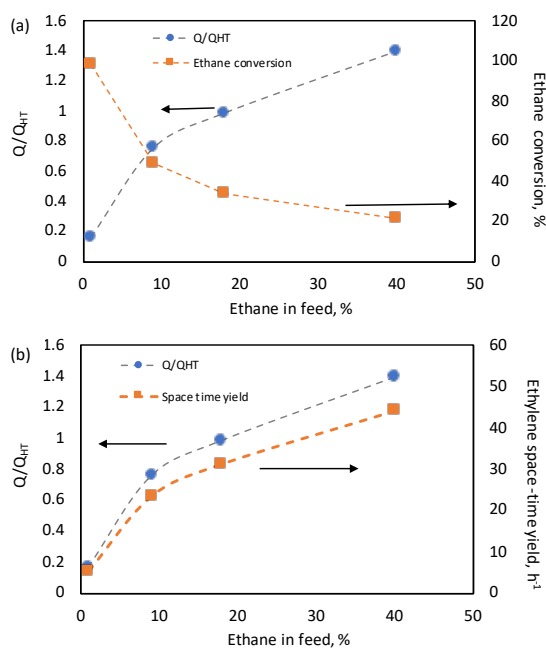 (a)
1.6
1.4
1.2
1
0.8
0.6
0.4
0.2
0
Q/Q_HT
Q/QHT
Ethane conversion
120
100
80
60
40
20
0
Ethane conversion, %
0 10 20 30 40 50
Ethane in feed, %
(b)
1.6
1.4
1.2
1
0.8
0.6
0.4
0.2
0
Q/Q_HT
Q/QHT
Space time yield
60
50
40
30
20
10
0
Ethylene space-time yield, h⁻¹
0 10 20 30 40 50
Ethane in feed, %